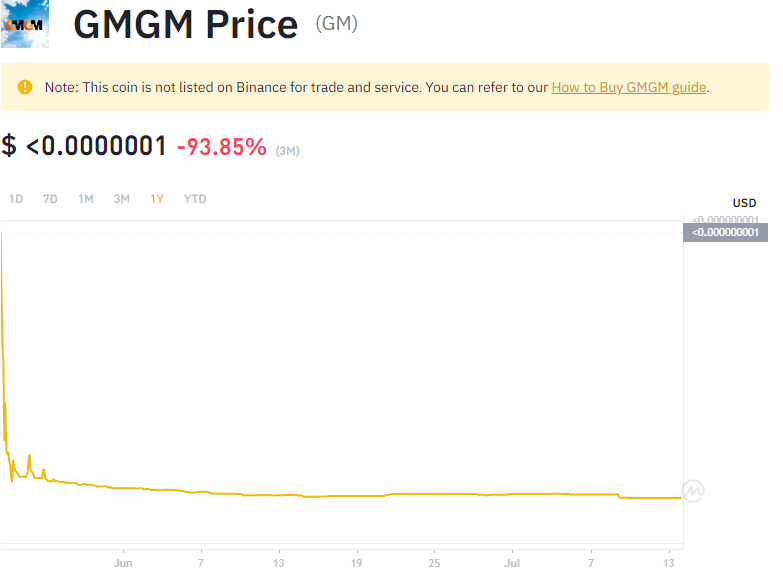 GMGM
GMGM Price (GM)
Note: This coin is not listed on Binance for trade and service. You can refer to our How to Buy GMGM guide.
$ <0.0000001 -93.85% (3M)
1D 7D 1M 3M 1Y YTD
USD
<0.000000001
<0.000000001
Jun 7 13 19 25 Jul 7 13